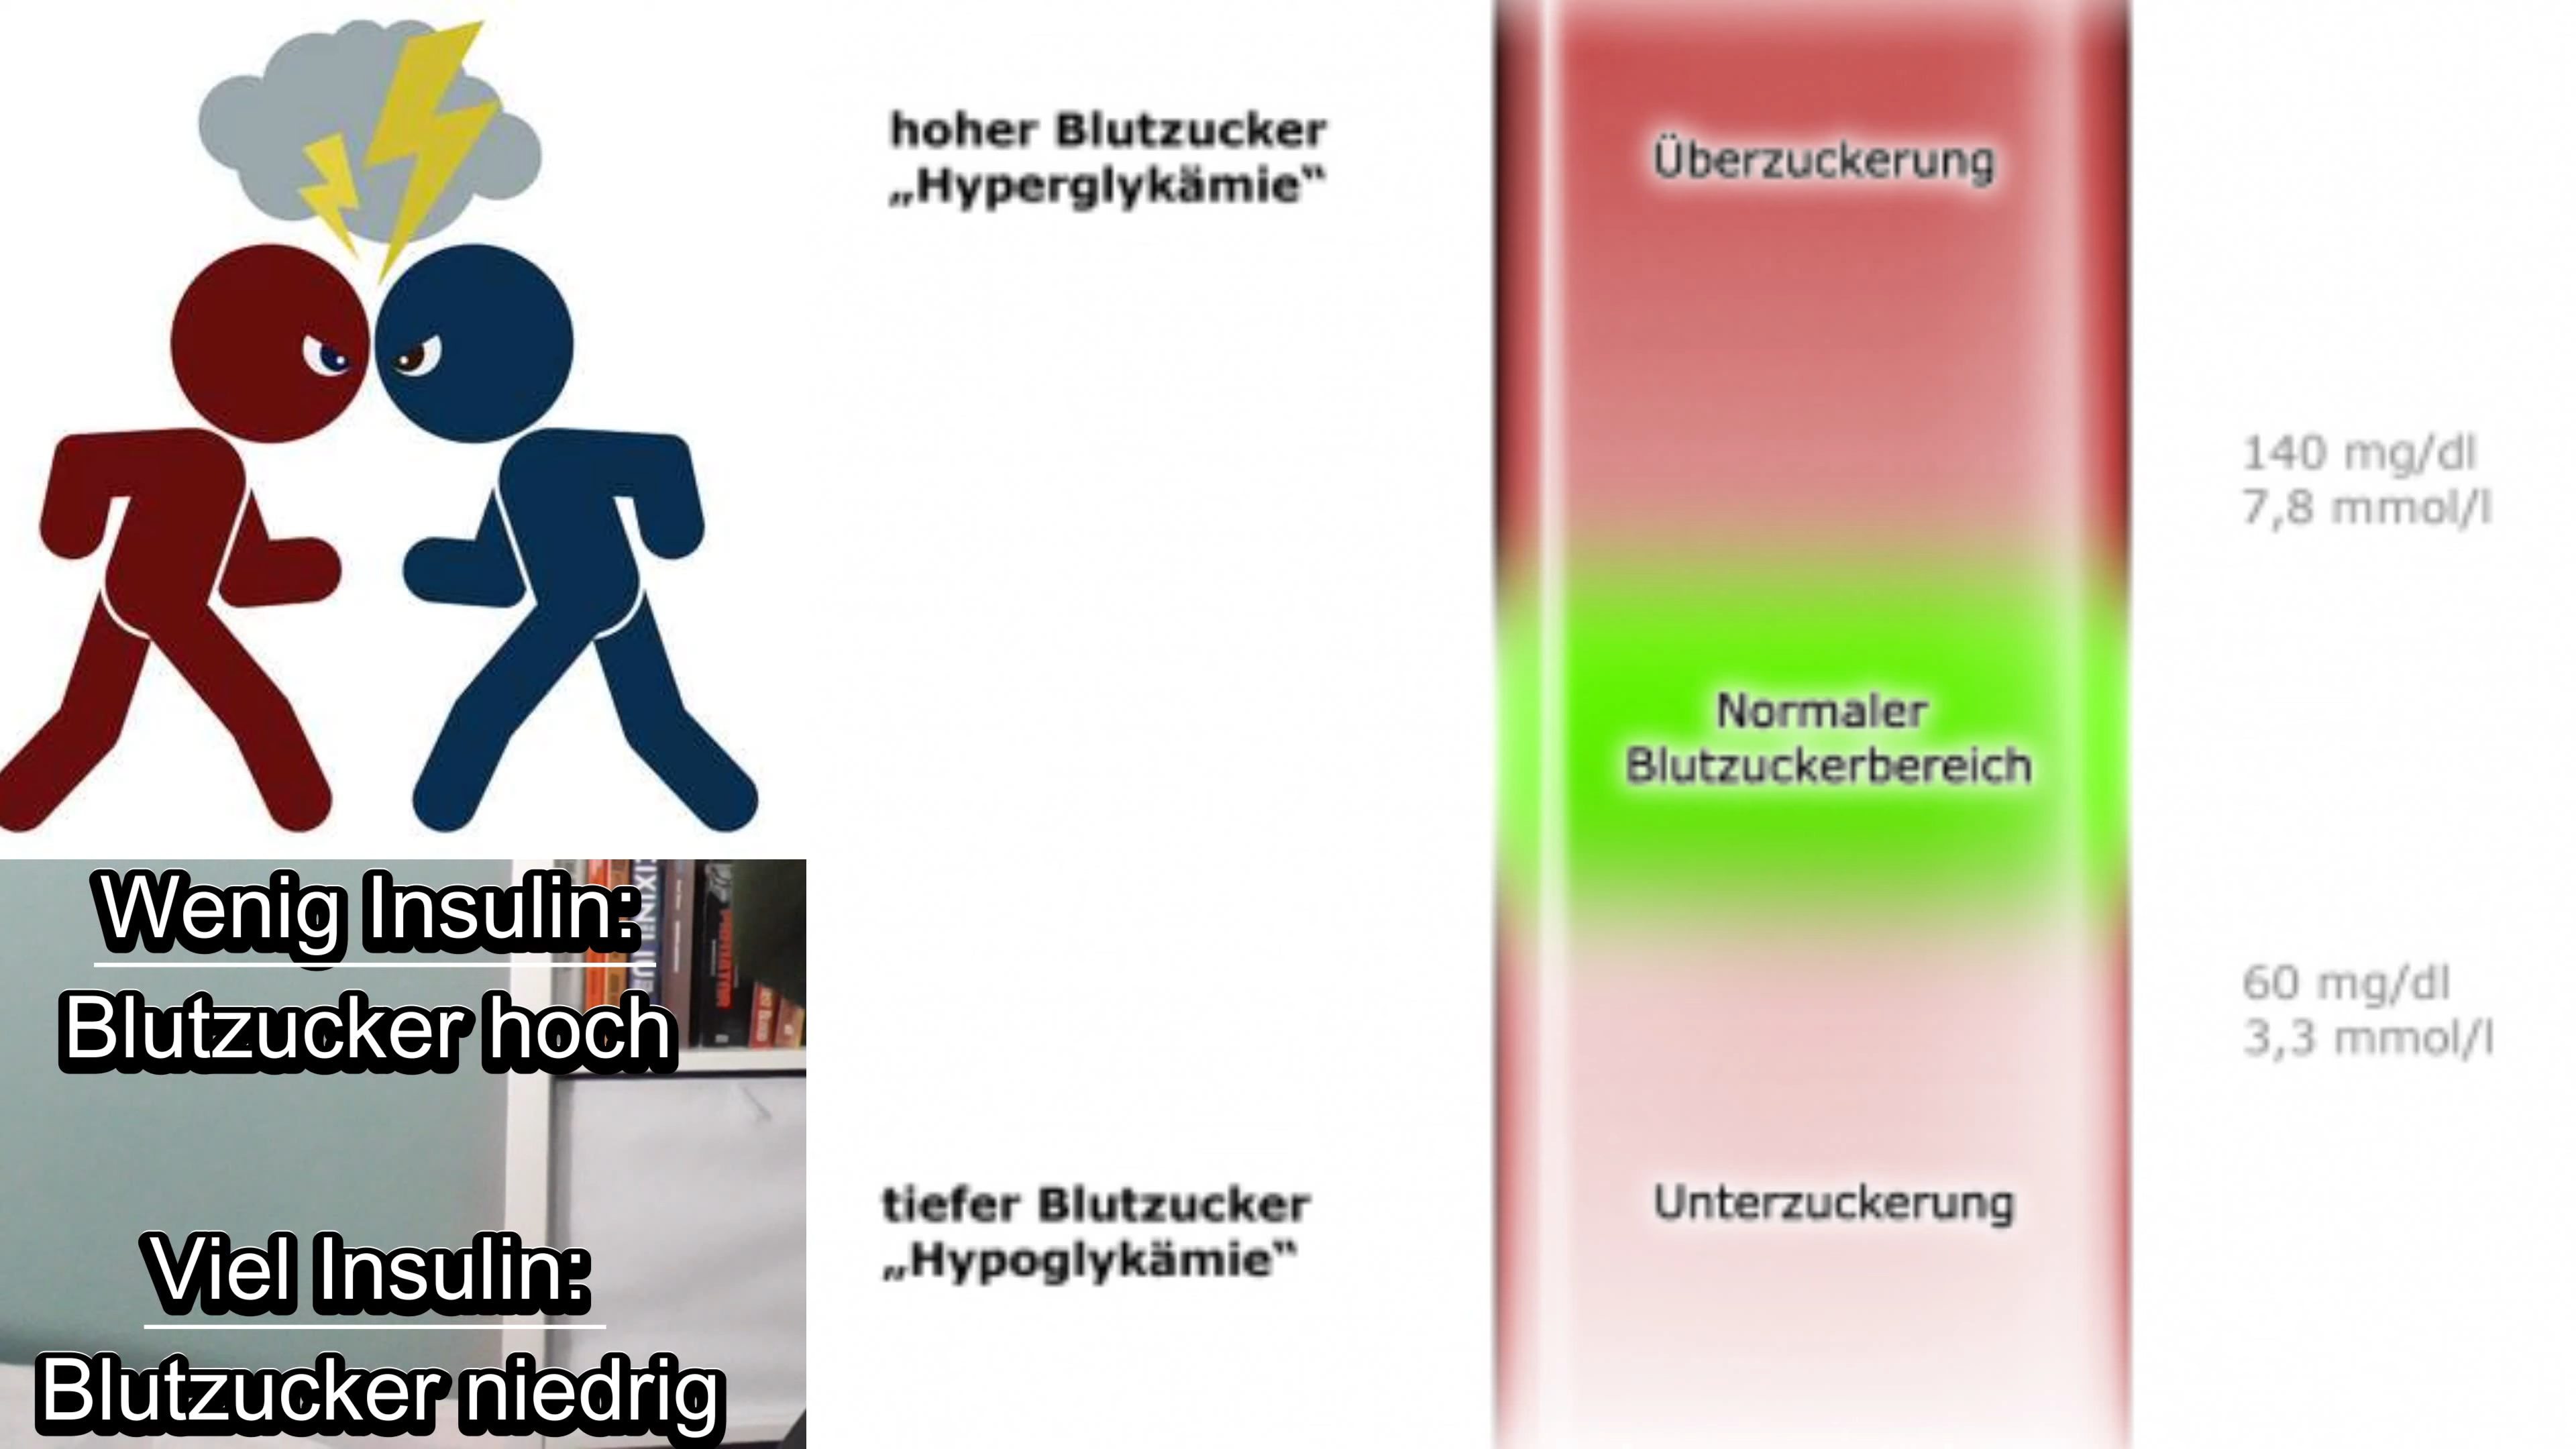 hoher Blutzucker
„Hyperglykämie“
Überzuckerung
140 mg/dl
7,8 mmol/l
Normaler
Blutzuckerbereich
60 mg/dl
3,3 mmol/l
tiefer Blutzucker
„Hypoglykämie“
Unterzuckerung
Wenig Insulin:
Blutzucker hoch
Viel Insulin:
Blutzucker niedrig